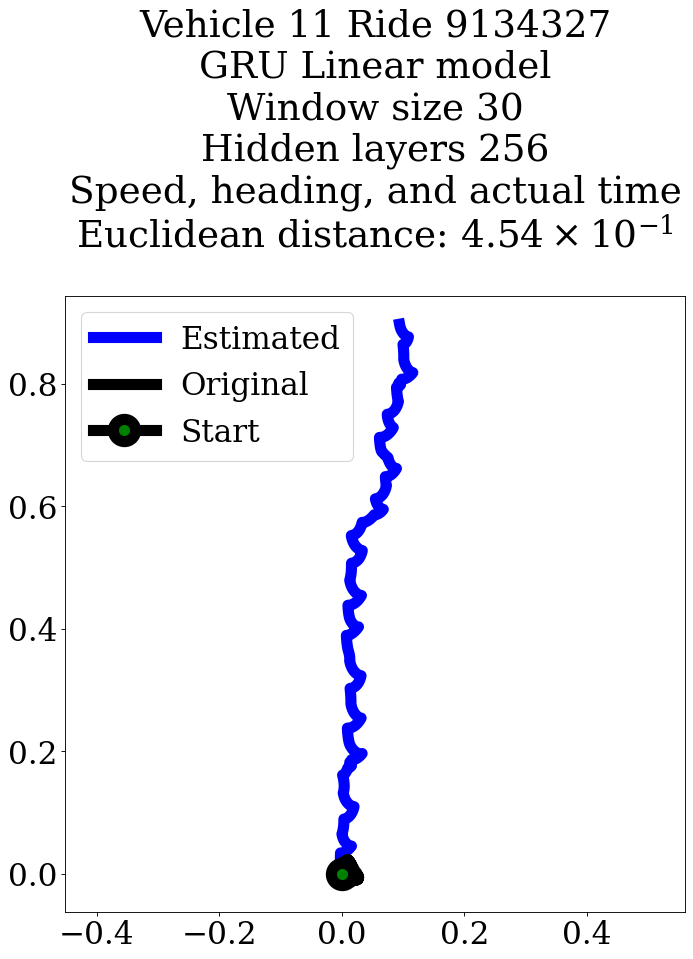 Vehicle 11 Ride 9134327
GRU Linear model
Window size 30
Hidden layers 256
Speed, heading, and actual time
Euclidean distance: 4.54 × 10⁻¹
Estimated
Original
Start
0.8
0.6
0.4
0.2
0.0
−0.4 −0.2 0.0 0.2 0.4